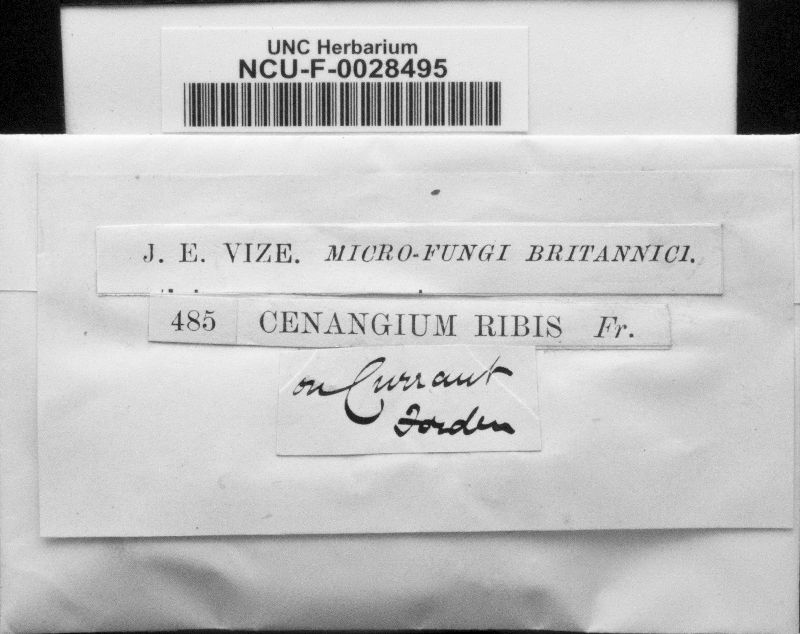 UNC Herbarium
NCU-F-0028495
J. E. VIZE. MICRO-FUNGI BRITANNICI.
485 CENANGIUM RIBIS Fr.
on Currant
Forden